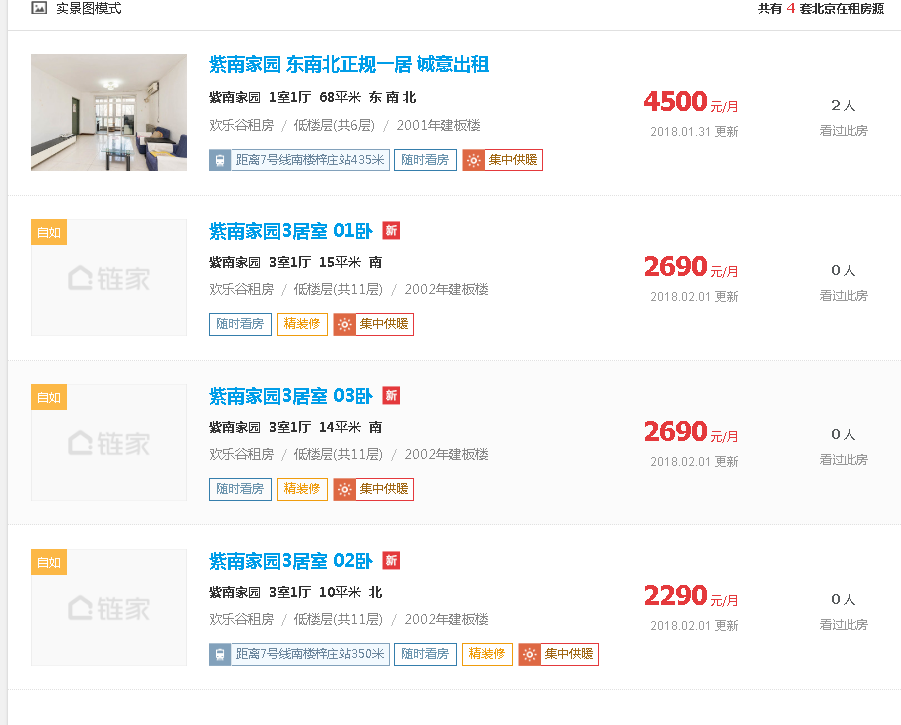 实景图模式
共有 4 套北京在租房源
紫南家园 东南北正规一居 诚意出租
紫南家园 1室1厅 68平米 东 南 北
欢乐谷租房 / 低楼层(共6层) / 2001年建板楼
距离7号线南楼梓庄站435米 随时看房 集中供暖
4500 元/月
2018.01.31 更新
2 人
看过此房
自如
链家
紫南家园3居室 01卧 新
紫南家园 3室1厅 15平米 南
欢乐谷租房 / 低楼层(共11层) / 2002年建板楼
随时看房 精装修 集中供暖
2690 元/月
2018.02.01 更新
0 人
看过此房
自如
链家
紫南家园3居室 03卧 新
紫南家园 3室1厅 14平米 南
欢乐谷租房 / 低楼层(共11层) / 2002年建板楼
随时看房 精装修 集中供暖
2690 元/月
2018.02.01 更新
0 人
看过此房
自如
链家
紫南家园3居室 02卧 新
紫南家园 3室1厅 10平米 北
欢乐谷租房 / 低楼层(共11层) / 2002年建板楼
距离7号线南楼梓庄站350米 随时看房 精装修 集中供暖
2290 元/月
2018.02.01 更新
0 人
看过此房